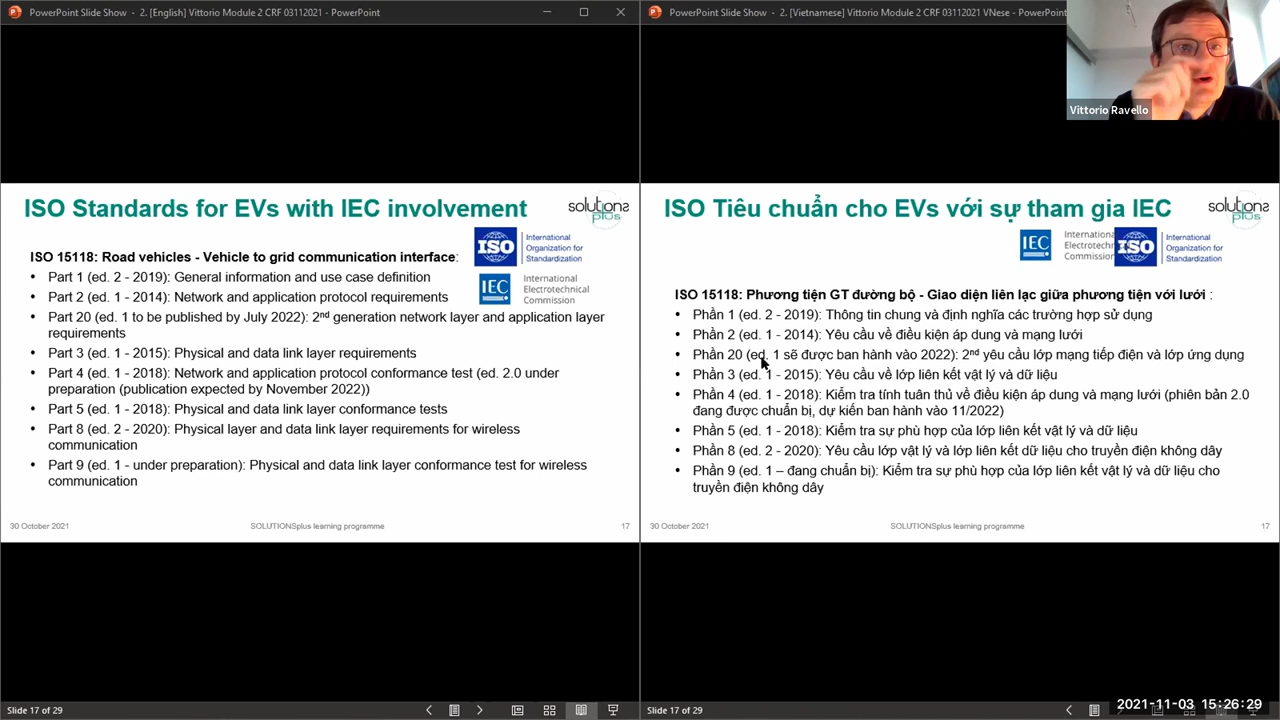 PowerPoint Slide Show - 2. [English] Vittorio Module 2 CRF 03112021 - PowerPoint
PowerPoint Slide Show - 2. [Vietnamese] Vittorio Module 2 CRF 03112021 VNese - PowerPoint
Vittorio Ravello
ISO Standards for EVs with IEC involvement
solutions
plus
ISO
International
Organization for
Standardization
IEC
International
Electrotechnical
Commission
ISO 15118: Road vehicles - Vehicle to grid communication interface:
• Part 1 (ed. 2 - 2019): General information and use case definition
• Part 2 (ed. 1 - 2014): Network and application protocol requirements
• Part 20 (ed. 1 to be published by July 2022): 2nd generation network layer and application layer
requirements
• Part 3 (ed. 1 - 2015): Physical and data link layer requirements
• Part 4 (ed. 1 - 2018): Network and application protocol conformance test (ed. 2.0 under
preparation (publication expected by November 2022))
• Part 5 (ed. 1 - 2018): Physical and data link layer conformance tests
• Part 8 (ed. 2 - 2020): Physical layer and data link layer requirements for wireless
communication
• Part 9 (ed. 1 - under preparation): Physical and data link layer conformance test for wireless
communication
30 October 2021
SOLUTIONSplus learning programme
17
ISO Tiêu chuẩn cho EVs với sự tham gia IEC
solutions
plus
IEC
Internationa
Electrotech
Commission
ISO
International
Organization for
Standardization
ISO 15118: Phương tiện GT đường bộ - Giao diện liên lạc giữa phương tiện với lưới :
• Phần 1 (ed. 2 - 2019): Thông tin chung và định nghĩa các trường hợp sử dụng
• Phần 2 (ed. 1 - 2014): Yêu cầu về điều kiện áp dụng và mạng lưới
• Phần 20 (ed. 1 sẽ được ban hành vào 2022): 2nd yêu cầu lớp mạng tiếp điện và lớp ứng dụng
• Phần 3 (ed. 1 - 2015): Yêu cầu về lớp liên kết vật lý và dữ liệu
• Phần 4 (ed. 1 - 2018): Kiểm tra tính tuân thủ về điều kiện áp dụng và mạng lưới (phiên bản 2.0
đang được chuẩn bị, dự kiến ban hành vào 11/2022)
• Phần 5 (ed. 1 - 2018): Kiểm tra sự phù hợp của lớp liên kết vật lý và dữ liệu
• Phần 8 (ed. 2 - 2020): Yêu cầu lớp vật lý và lớp liên kết dữ liệu cho truyền điện không dây
• Phần 9 (ed. 1 – đang chuẩn bị): Kiểm tra sự phù hợp của lớp liên kết vật lý và dữ liệu cho
truyền điện không dây
30 October 2021
SOLUTIONSplus learning programme
17
Slide 17 of 29
Slide 17 of 29
2021-11-03 15:26:29